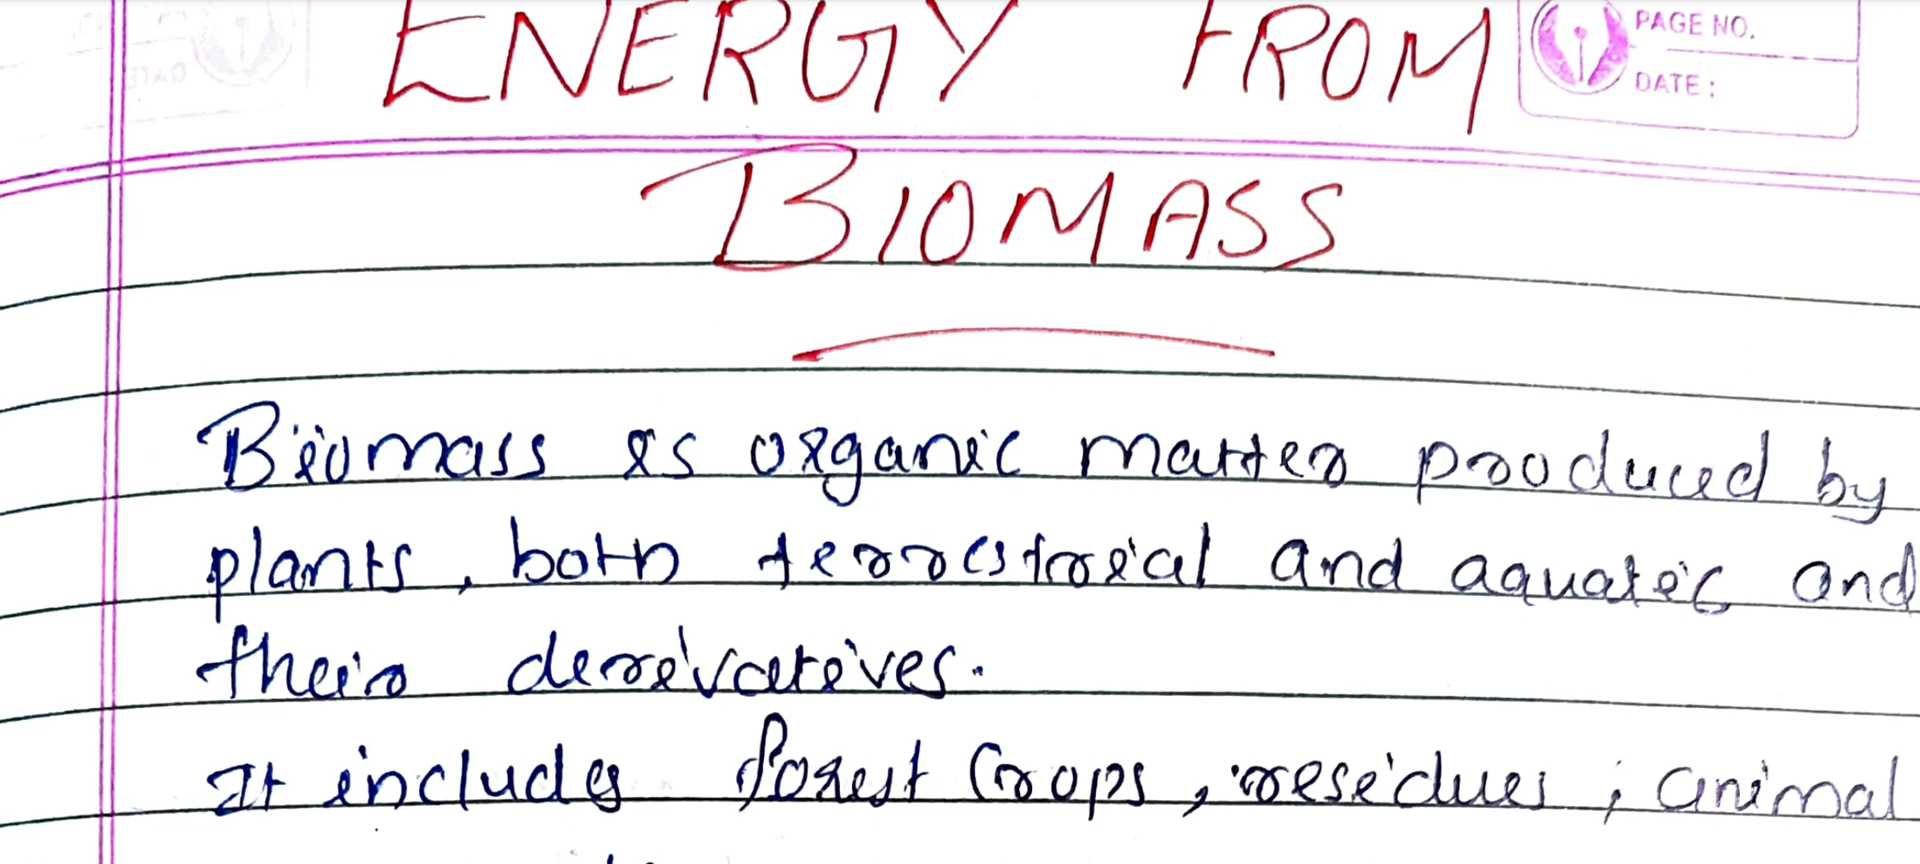 ENERGY FROM
PAGE NO.
DATE:
BIOMASS
Biomass is organic matter produced by
plants, both terrestrial and aquatic and
their derivatives.
It includes forest crops, residues, animal